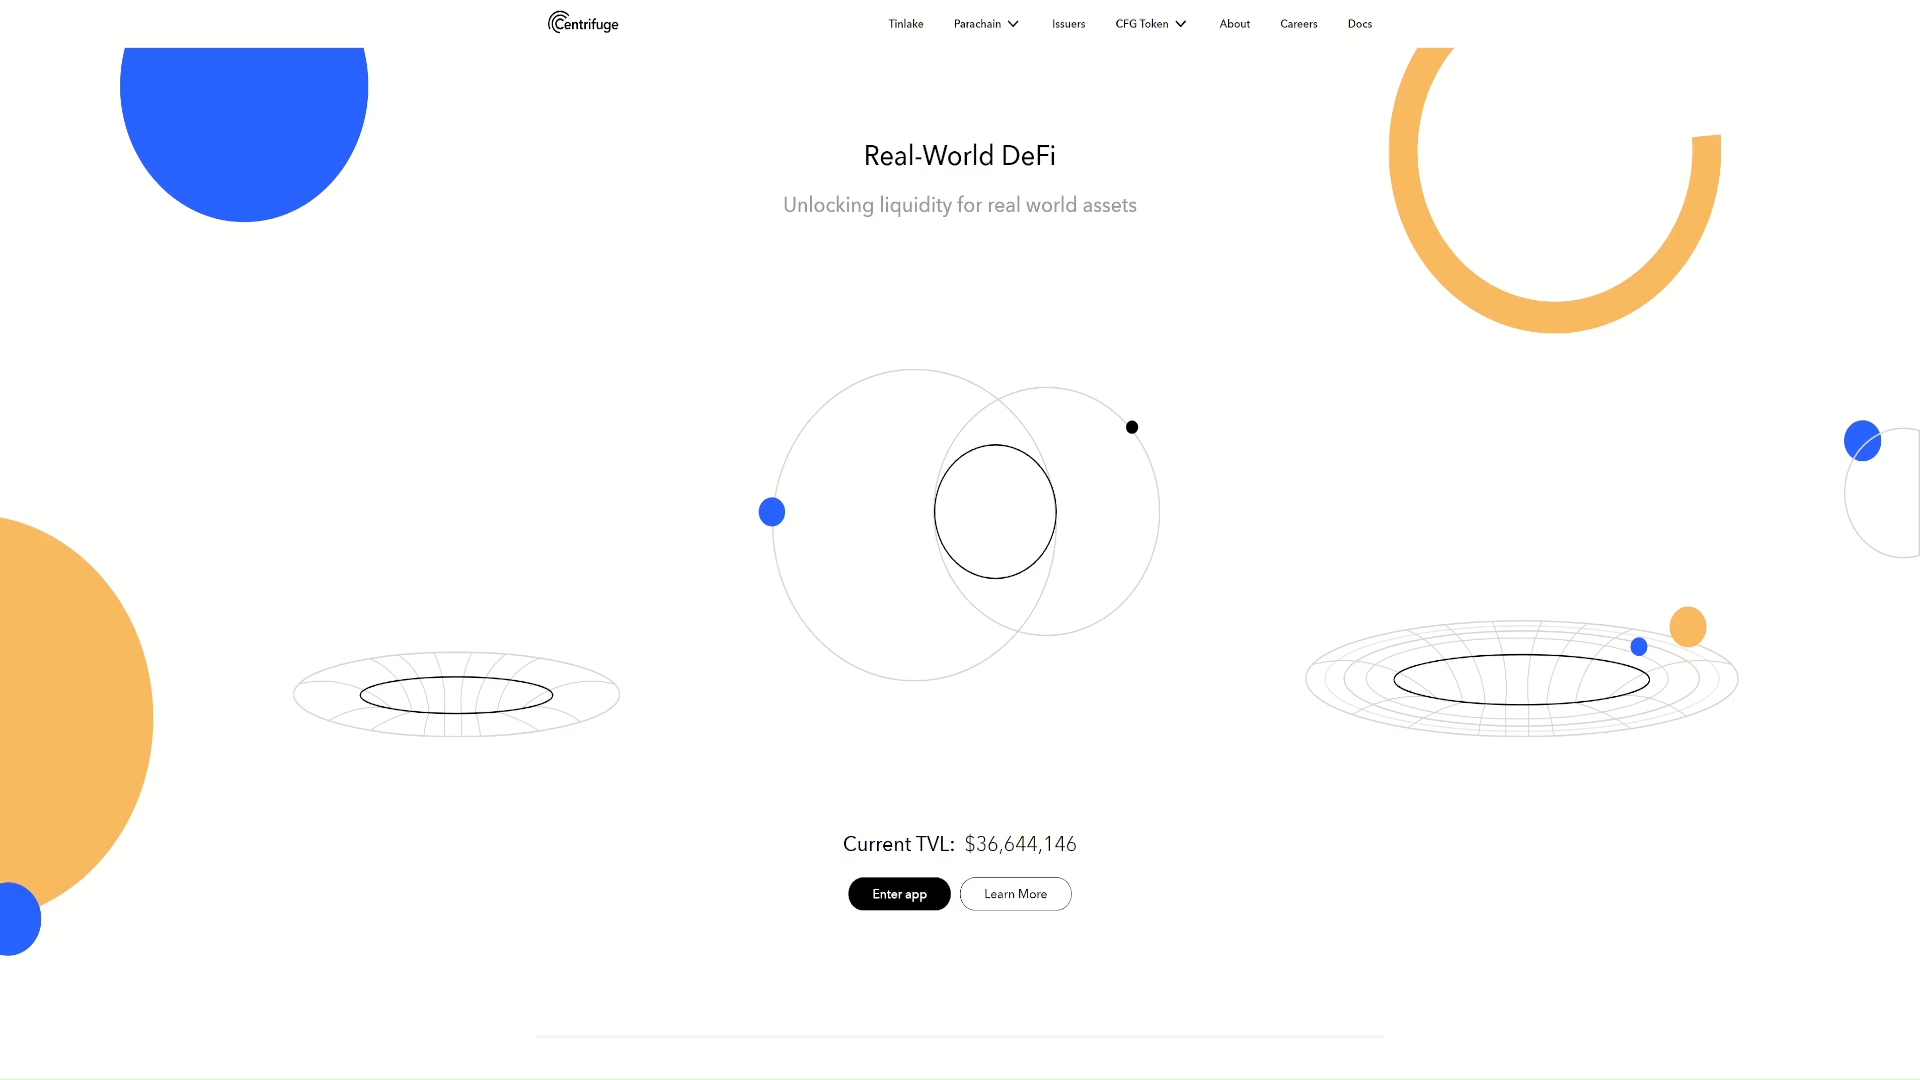 Centrifuge
Tinlake Parachain Issuers CFG Token About Careers Docs
Real-World DeFi
Unlocking liquidity for real world assets
Current TVL: $36,644,146
Enter app Learn More